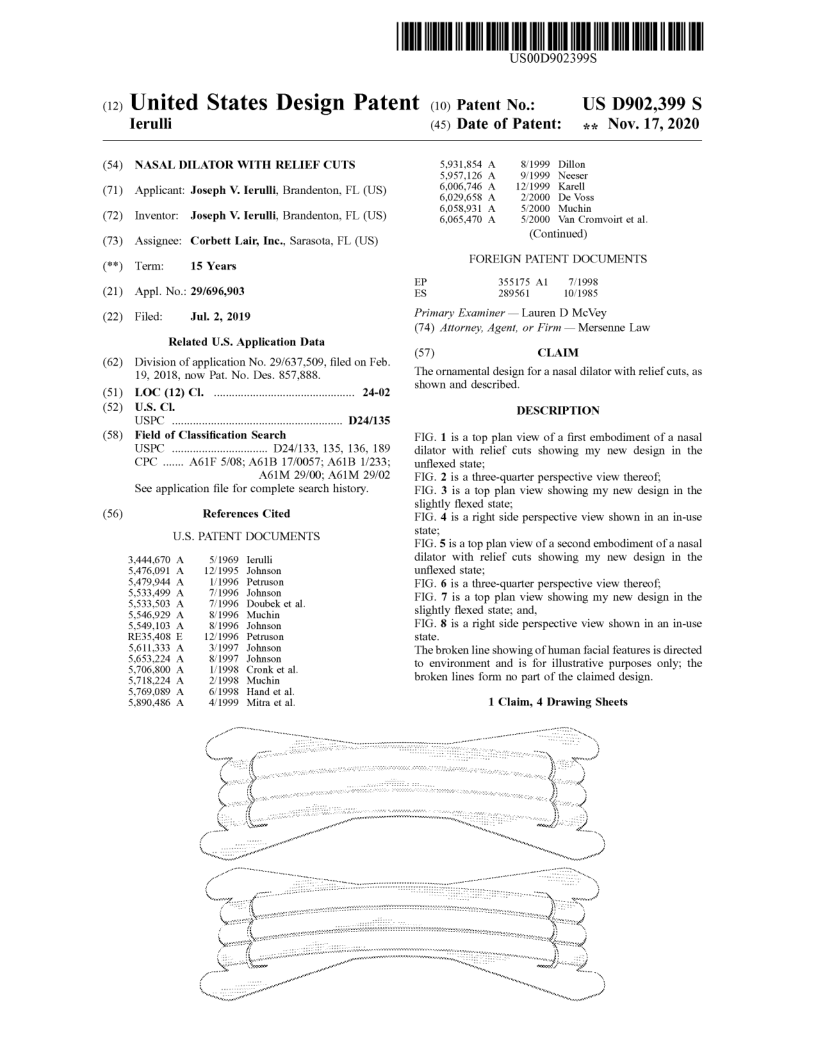 US00D902399S
(12) United States Design Patent
Ierulli
(10) Patent No.: US D902,399 S
(45) Date of Patent: ** Nov. 17, 2020
(54) NASAL DILATOR WITH RELIEF CUTS
(71) Applicant: Joseph V. Ierulli, Brandenton, FL (US)
(72) Inventor: Joseph V. Ierulli, Brandenton, FL (US)
(73) Assignee: Corbett Lair, Inc., Sarasota, FL (US)
(**) Term: 15 Years
(21) Appl. No.: 29/696,903
(22) Filed: Jul. 2, 2019
Related U.S. Application Data
(62) Division of application No. 29/637,509, filed on Feb.
19, 2018, now Pat. No. Des. 857,888.
(51) LOC (12) Cl. ................................................ 24-02
(52) U.S. Cl.
USPC ......................................................... D24/135
(58) Field of Classification Search
USPC ................................ D24/133, 135, 136, 189
CPC ....... A61F 5/08; A61B 17/0057; A61B 1/233;
A61M 29/00; A61M 29/02
See application file for complete search history.
(56) References Cited
U.S. PATENT DOCUMENTS
3,444,670 A 5/1969 Ierulli
5,476,091 A 12/1995 Johnson
5,479,944 A 1/1996 Petruson
5,533,499 A 7/1996 Johnson
5,533,503 A 7/1996 Doubek et al.
5,546,929 A 8/1996 Muchin
5,549,103 A 8/1996 Johnson
RE35,408 E 12/1996 Petruson
5,611,333 A 3/1997 Johnson
5,653,224 A 8/1997 Johnson
5,706,800 A 1/1998 Cronk et al.
5,718,224 A 2/1998 Muchin
5,769,089 A 6/1998 Hand et al.
5,890,486 A 4/1999 Mitra et al.
5,931,854 A 8/1999 Dillon
5,957,126 A 9/1999 Neeser
6,006,746 A 12/1999 Karell
6,029,658 A 2/2000 De Voss
6,058,931 A 5/2000 Muchin
6,065,470 A 5/2000 Van Cromvoirt et al.
(Continued)
FOREIGN PATENT DOCUMENTS
EP 355175 A1 7/1998
ES 289561 10/1985
Primary Examiner — Lauren D McVey
(74) Attorney, Agent, or Firm — Mersenne Law
(57) CLAIM
The ornamental design for a nasal dilator with relief cuts, as
shown and described.
DESCRIPTION
FIG. 1 is a top plan view of a first embodiment of a nasal
dilator with relief cuts showing my new design in the
unflexed state;
FIG. 2 is a three-quarter perspective view thereof;
FIG. 3 is a top plan view showing my new design in the
slightly flexed state;
FIG. 4 is a right side perspective view shown in an in-use
state;
FIG. 5 is a top plan view of a second embodiment of a nasal
dilator with relief cuts showing my new design in the
unflexed state;
FIG. 6 is a three-quarter perspective view thereof;
FIG. 7 is a top plan view showing my new design in the
slightly flexed state; and,
FIG. 8 is a right side perspective view shown in an in-use
state.
The broken line showing of human facial features is directed
to environment and is for illustrative purposes only; the
broken lines form no part of the claimed design.
1 Claim, 4 Drawing Sheets